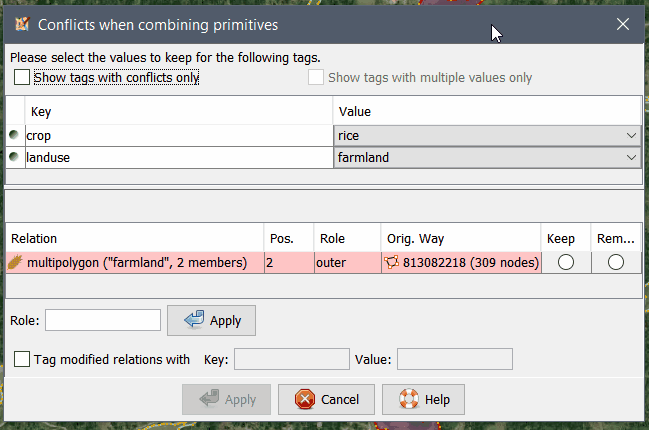 Conflicts when combining primitives
Please select the values to keep for the following tags.
Show tags with conflicts only Show tags with multiple values only
Key Value
crop rice
landuse farmland
Relation Pos. Role Orig. Way Keep Rem...
multipolygon ("farmland", 2 members) 2 outer 813082218 (309 nodes)
Role: Apply
Tag modified relations with Key: Value:
Apply Cancel Help